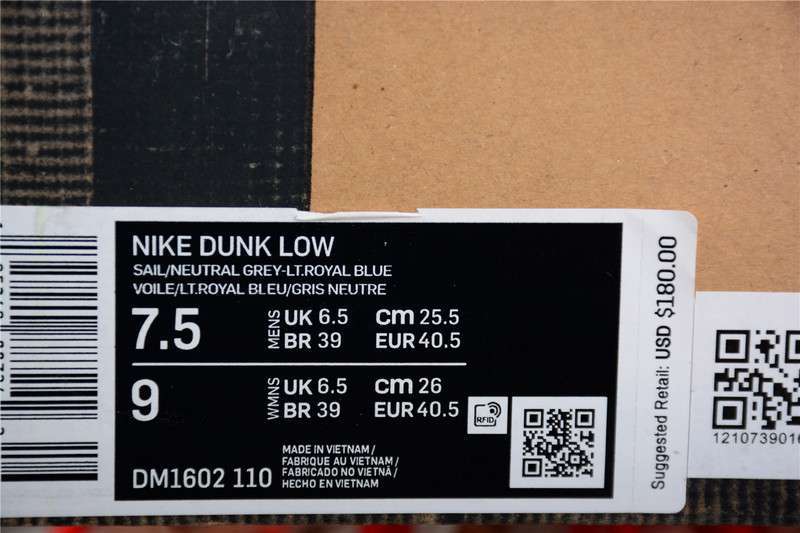 NIKE DUNK LOW
SAIL/NEUTRAL GREY-LT.ROYAL BLUE
VOILE/LT.ROYAL BLEU/GRIS NEUTRE
7.5 MENS UK 6.5 cm 25.5
BR 39 EUR 40.5
9 WMNS UK 6.5 cm 26
BR 39 EUR 40.5
RFID
DM1602 110
MADE IN VIETNAM /
FABRIQUE AU VIETNAM /
FABRICADO NO VIETNÃ /
HECHO EN VIETNAM
Suggested Retail: USD $180.00